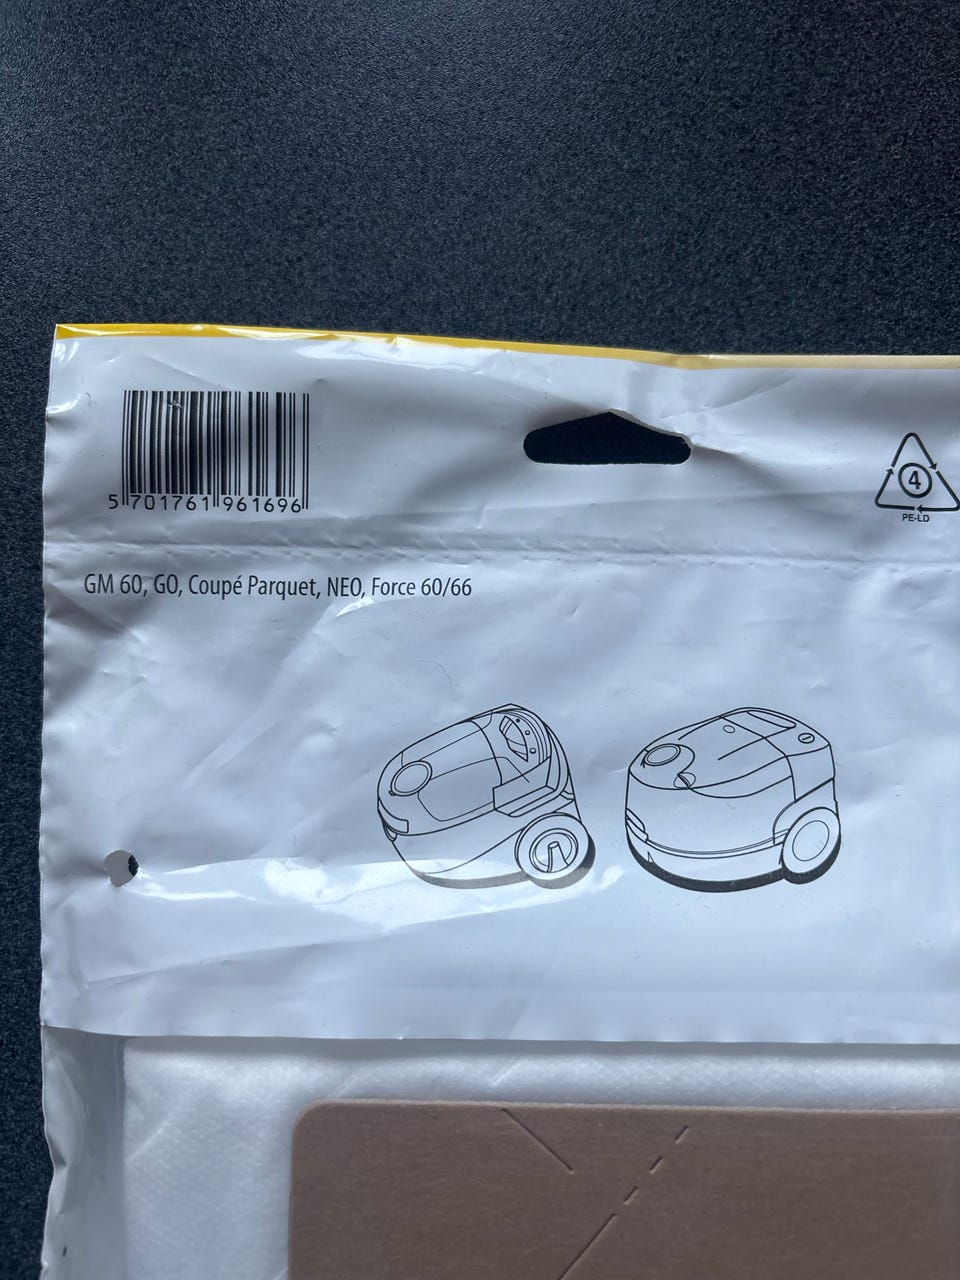 5 701761 961696
4
PE-LD
GM 60, GO, Coupé Parquet, NEO, Force 60/66